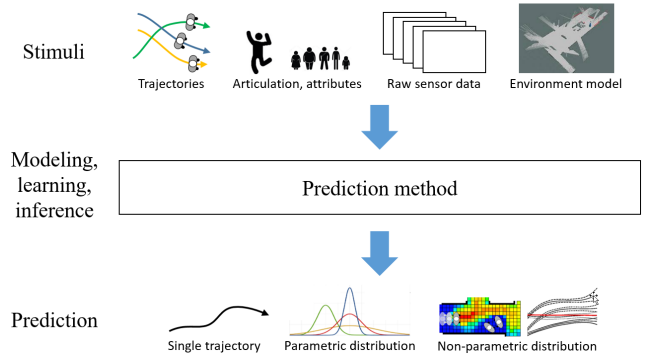 Stimuli
Trajectories
Articulation, attributes
Raw sensor data
Environment model
Modeling,
learning,
inference
Prediction method
Prediction
Single trajectory
Parametric distribution
Non-parametric distribution